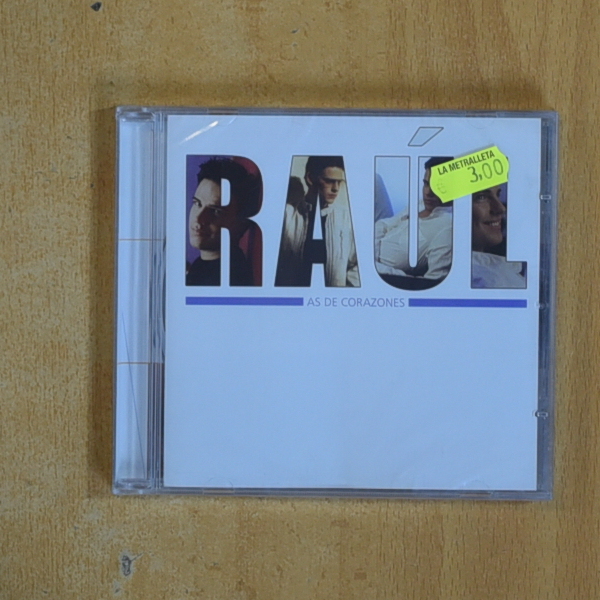 RAÚL
LA METRALLETA
€ 3,00
AS DE CORAZONES